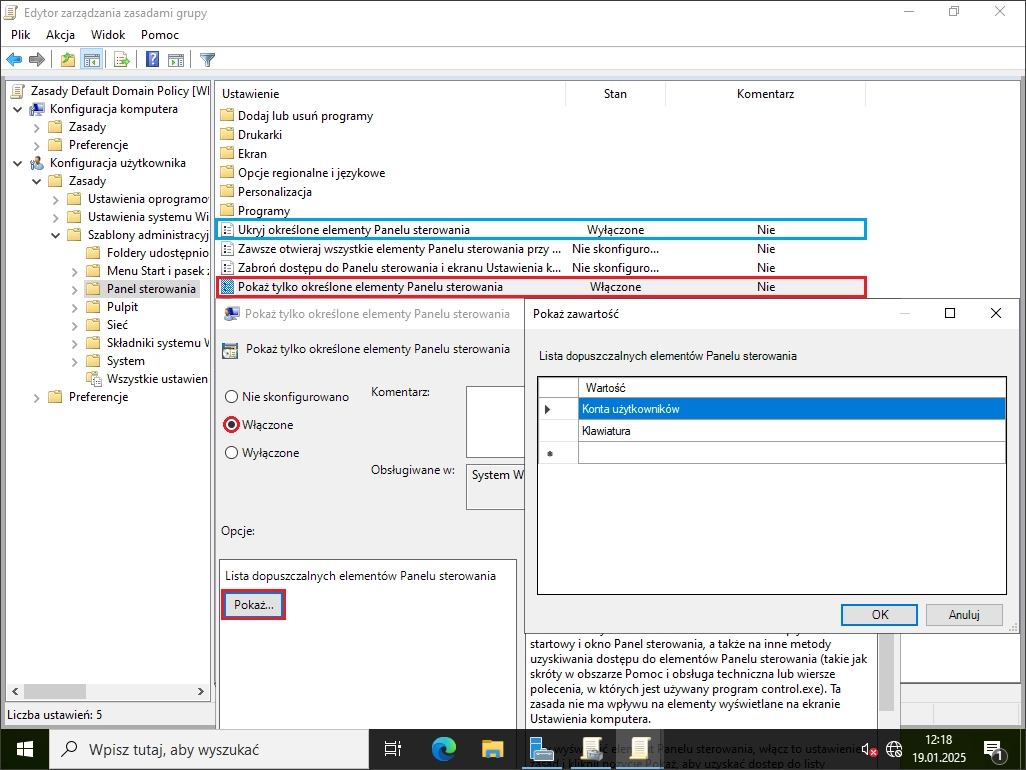 Edytor zarządzania zasadami grupy
Plik Akcja Widok Pomoc
Zasady Default Domain Policy [WI
Konfiguracja komputera
Zasady
Preferencje
Konfiguracja użytkownika
Zasady
Ustawienia oprogramo
Ustawienia systemu Wi
Szablony administracyj
Foldery udostępnio
Menu Start i pasek z
Panel sterowania
Pulpit
Sieć
Składniki systemu W
System
Wszystkie ustawien
Preferencje
Liczba ustawień: 5
Ustawienie Stan Komentarz
Dodaj lub usuń programy
Drukarki
Ekran
Opcje regionalne i językowe
Personalizacja
Programy
Ukryj określone elementy Panelu sterowania Wyłączone Nie
Zawsze otwieraj wszystkie elementy Panelu sterowania przy ... Nie skonfiguro... Nie
Zabroń dostępu do Panelu sterowania i ekranu Ustawienia k... Nie skonfiguro... Nie
Pokaż tylko określone elementy Panelu sterowania Włączone Nie
Pokaż tylko określone elementy Panelu sterowania
Pokaż tylko określone elementy Panelu sterowania
Nie skonfigurowano
Włączone
Wyłączone
Komentarz:
Obsługiwane w:
System W
Opcje:
Lista dopuszczalnych elementów Panelu sterowania
Pokaż...
Pokaż zawartość
Lista dopuszczalnych elementów Panelu sterowania
Wartość
Konta użytkowników
Klawiatura
OK Anuluj
startowy i okno Panel sterowania, a także na inne metody
uzyskiwania dostępu do elementów Panelu sterowania (takie jak
skróty w obszarze Pomoc i obsługa techniczna lub wiersze
polecenia, w których jest używany program control.exe). Ta
zasada nie ma wpływu na elementy wyświetlane na ekranie
Ustawienia komputera.
element Panelu sterowania, włącz to ustawienie
Pokaż, aby uzyskać dostęp do listy
Wpisz tutaj, aby wyszukać
12:18
19.01.2025
1